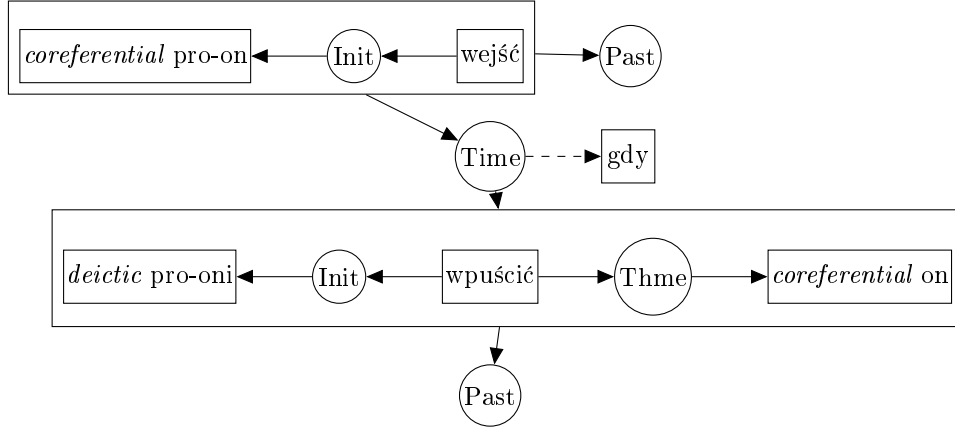 coreferential pro-on
Init
wejść
Past
Time
gdy
deictic pro-oni
Init
wpuścić
Thme
coreferential on
Past